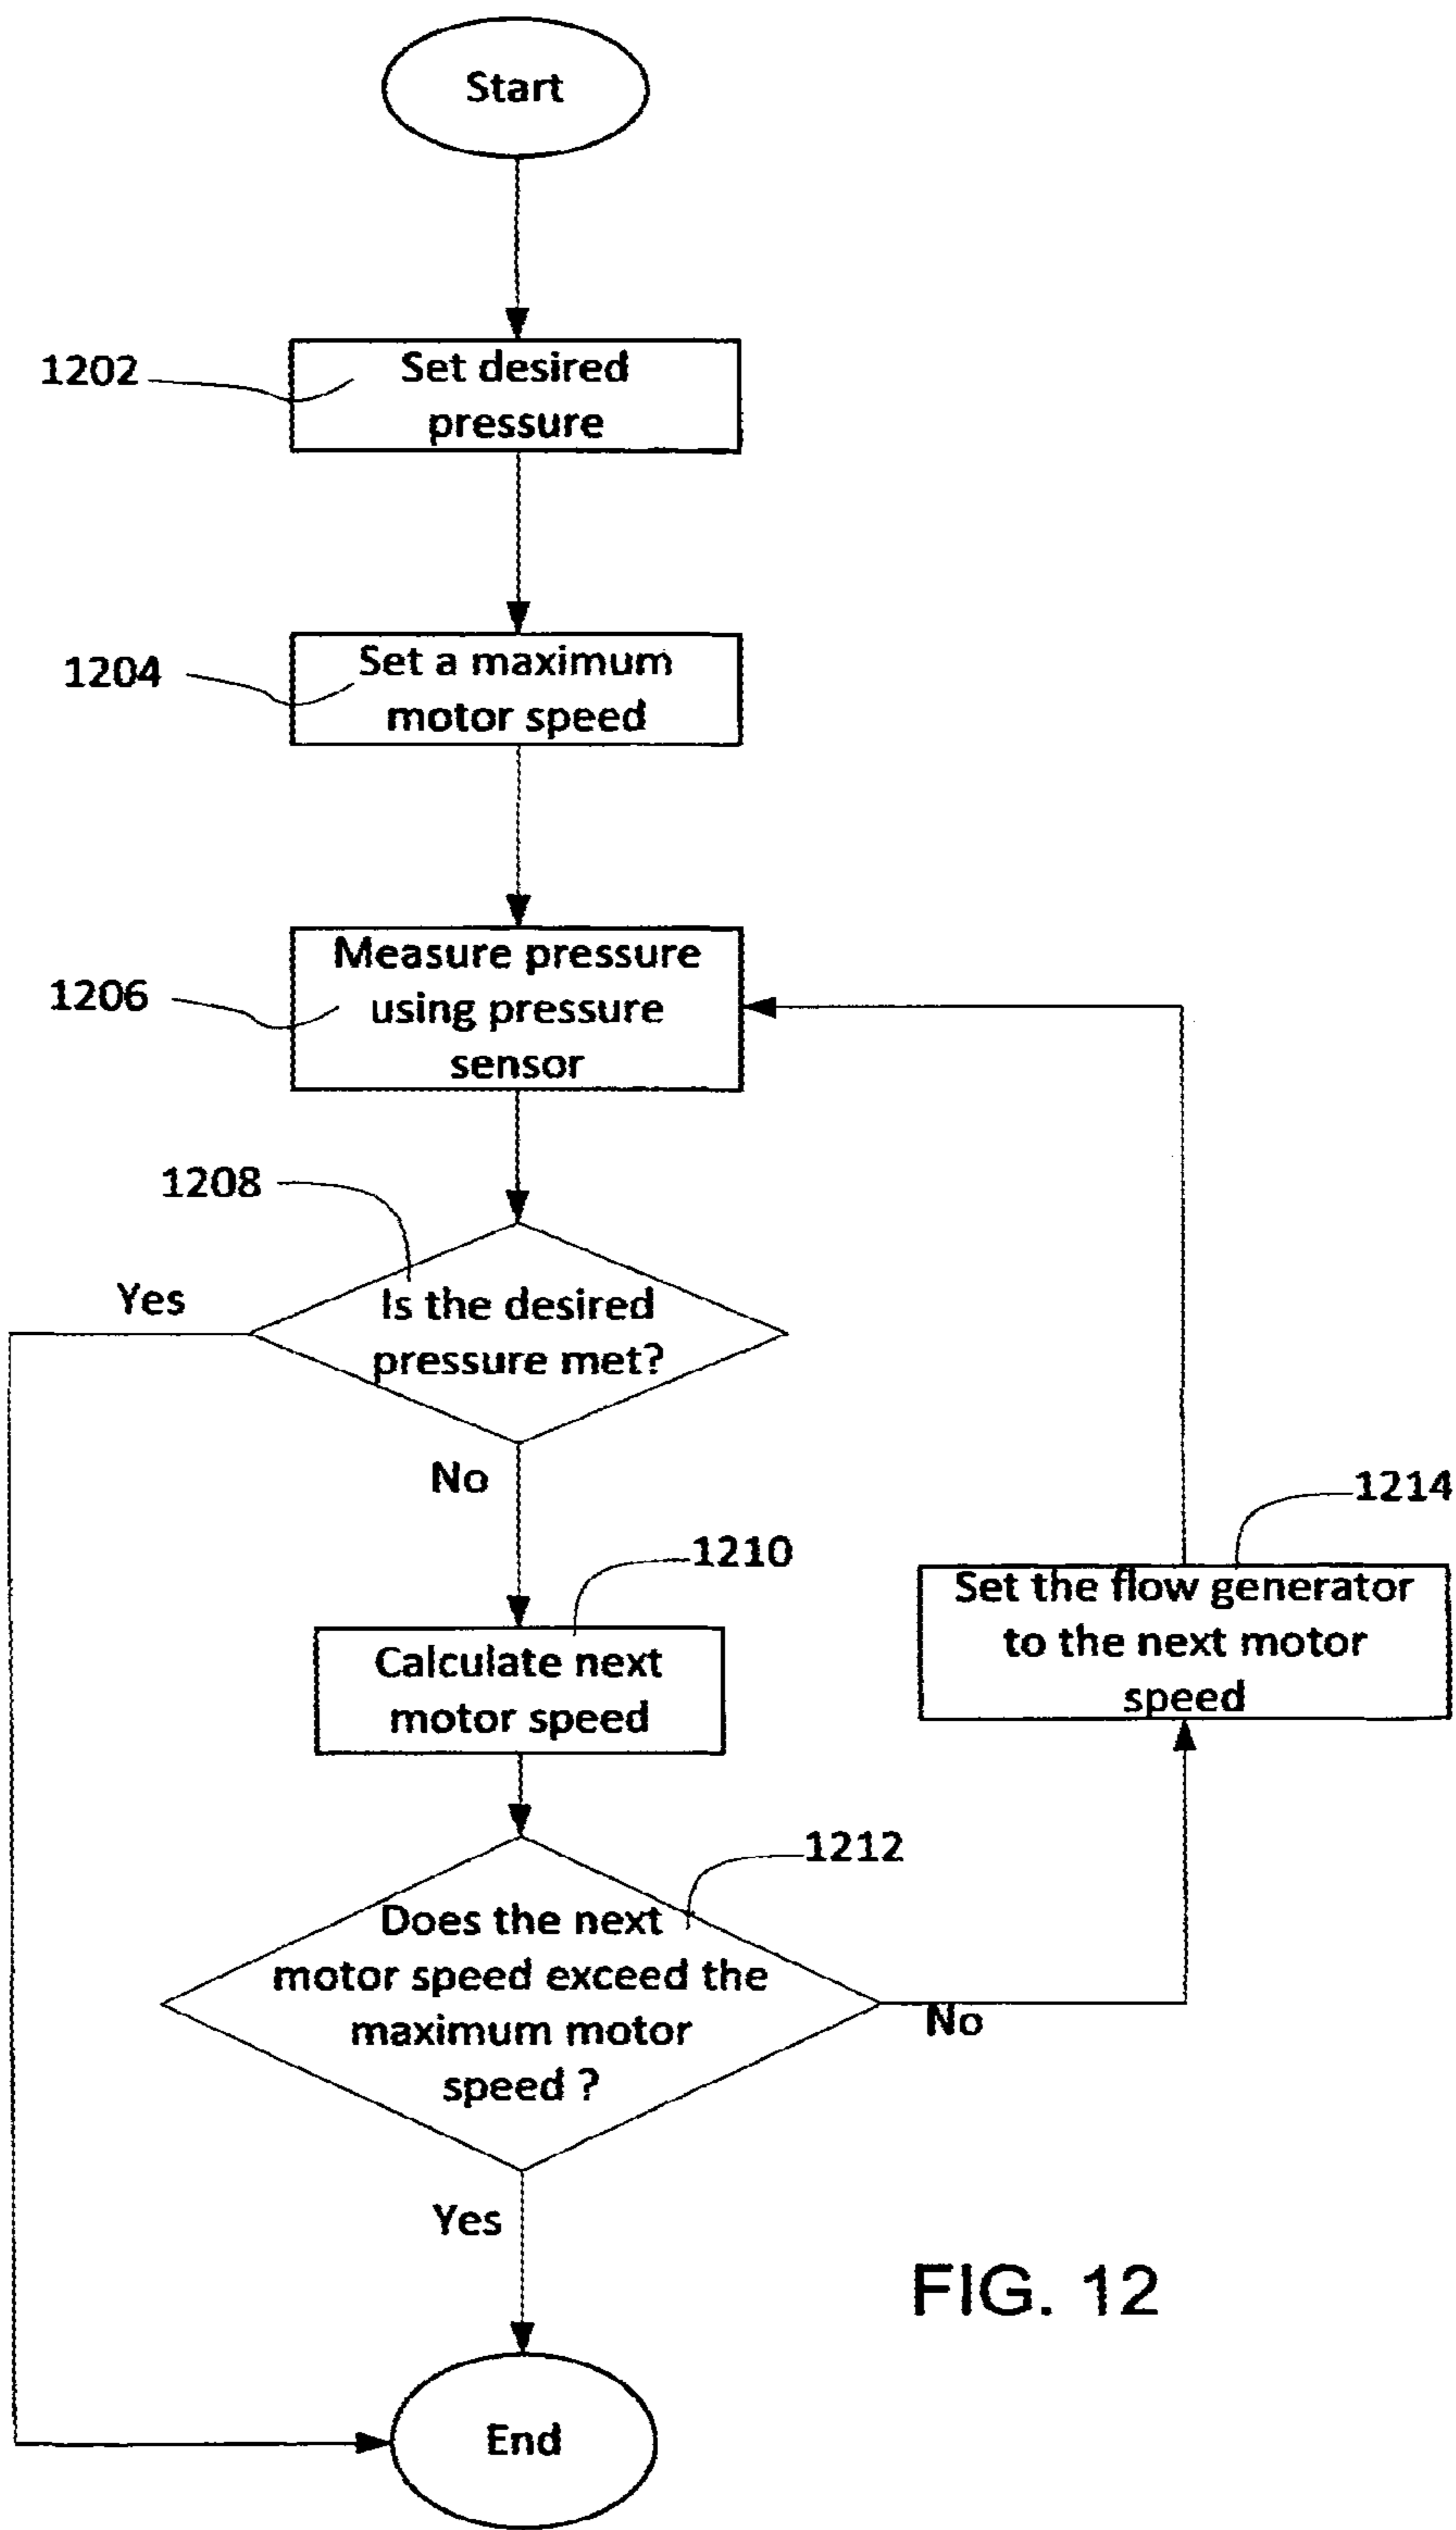 Start
1202
Set desired
pressure
1204
Set a maximum
motor speed
1206
Measure pressure
using pressure
sensor
1208
Yes
Is the desired
pressure met?
No
1210
1214
Calculate next
motor speed
Set the flow generator
to the next motor
speed
1212
Does the next
motor speed exceed the
maximum motor
speed ?
No
Yes
FIG. 12
End